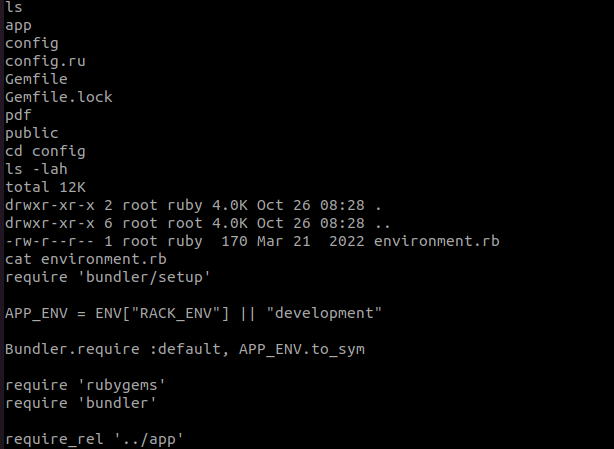 ls
app
config
config.ru
Gemfile
Gemfile.lock
pdf
public
cd config
ls -lah
total 12K
drwxr-xr-x 2 root ruby 4.0K Oct 26 08:28 .
drwxr-xr-x 6 root root 4.0K Oct 26 08:28 ..
-rw-r--r-- 1 root ruby  170 Mar 21  2022 environment.rb
cat environment.rb
require 'bundler/setup'

APP_ENV = ENV["RACK_ENV"] || "development"

Bundler.require :default, APP_ENV.to_sym

require 'rubygems'
require 'bundler'

require_rel '../app'